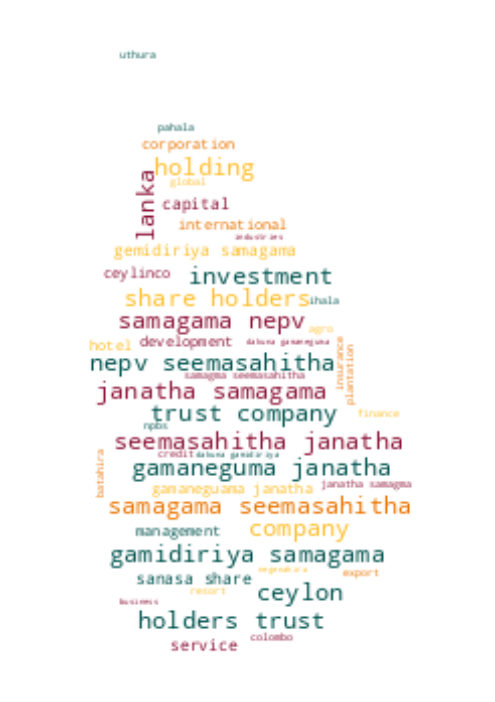 uthura
pahala
corporation
holding
global
lanka
capital
international
industries
gemidiriya samagama
ceylinco
investment
share holders
ihala
samagama nepv
agro
hotel
development
dakuna gamaneguma
nepv seemasahitha
insurance
plantation
samagma seemasahitha
janatha samagama
trust company
finance
npbs
seemasahitha janatha
credit
dakuna gamidiriya
gamaneguma janatha
batahira
gamaneguama janatha
janatha samagma
samagama seemasahitha
management
company
gamidiriya samagama
negenahira
export
sanasa share
resort
ceylon
business
holders trust
colombo
service